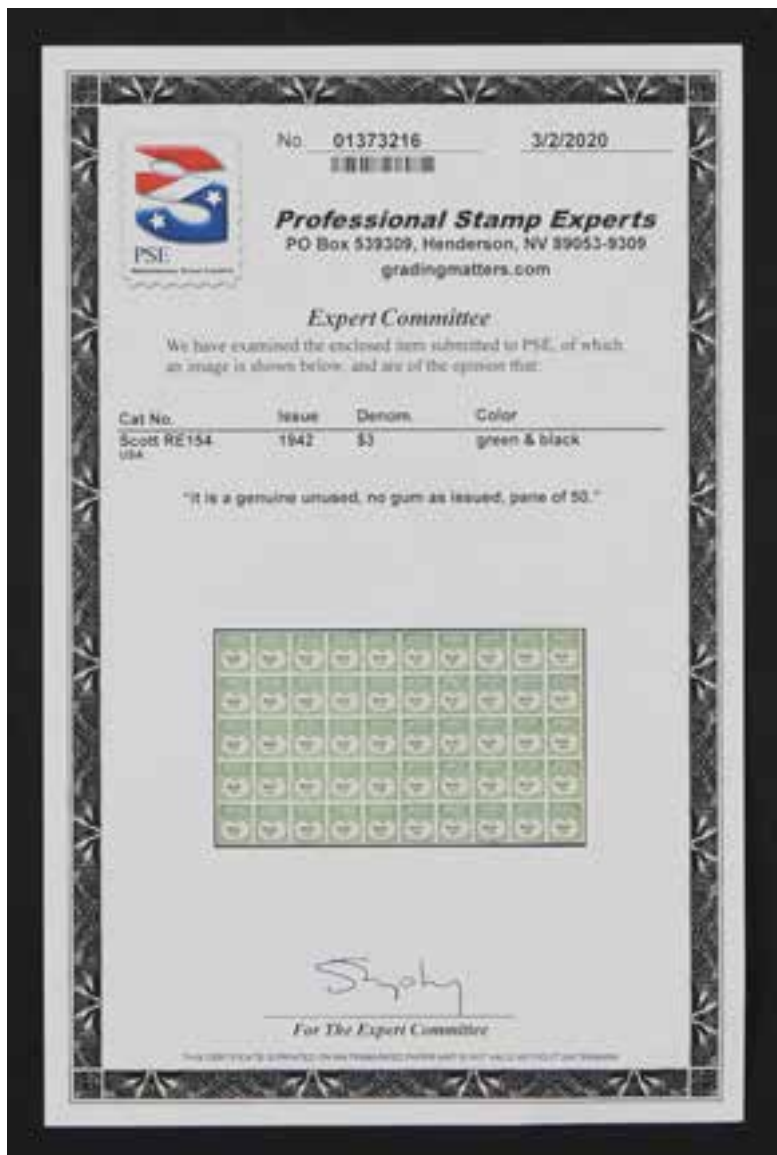 No. 01373216 3/2/2020
PSE
Professional Stamp Experts
PO Box 539309, Henderson, NV 89053-9309
gradingmatters.com
Expert Committee
We have examined the enclosed item submitted to PSE, of which
an image is shown below, and are of the opinion that:
Cat No. Issue Denom. Color
Scott RE154 1942 $3 green & black
USA
"it is a genuine unused, no gum as issued, pane of 50."
For The Expert Committee